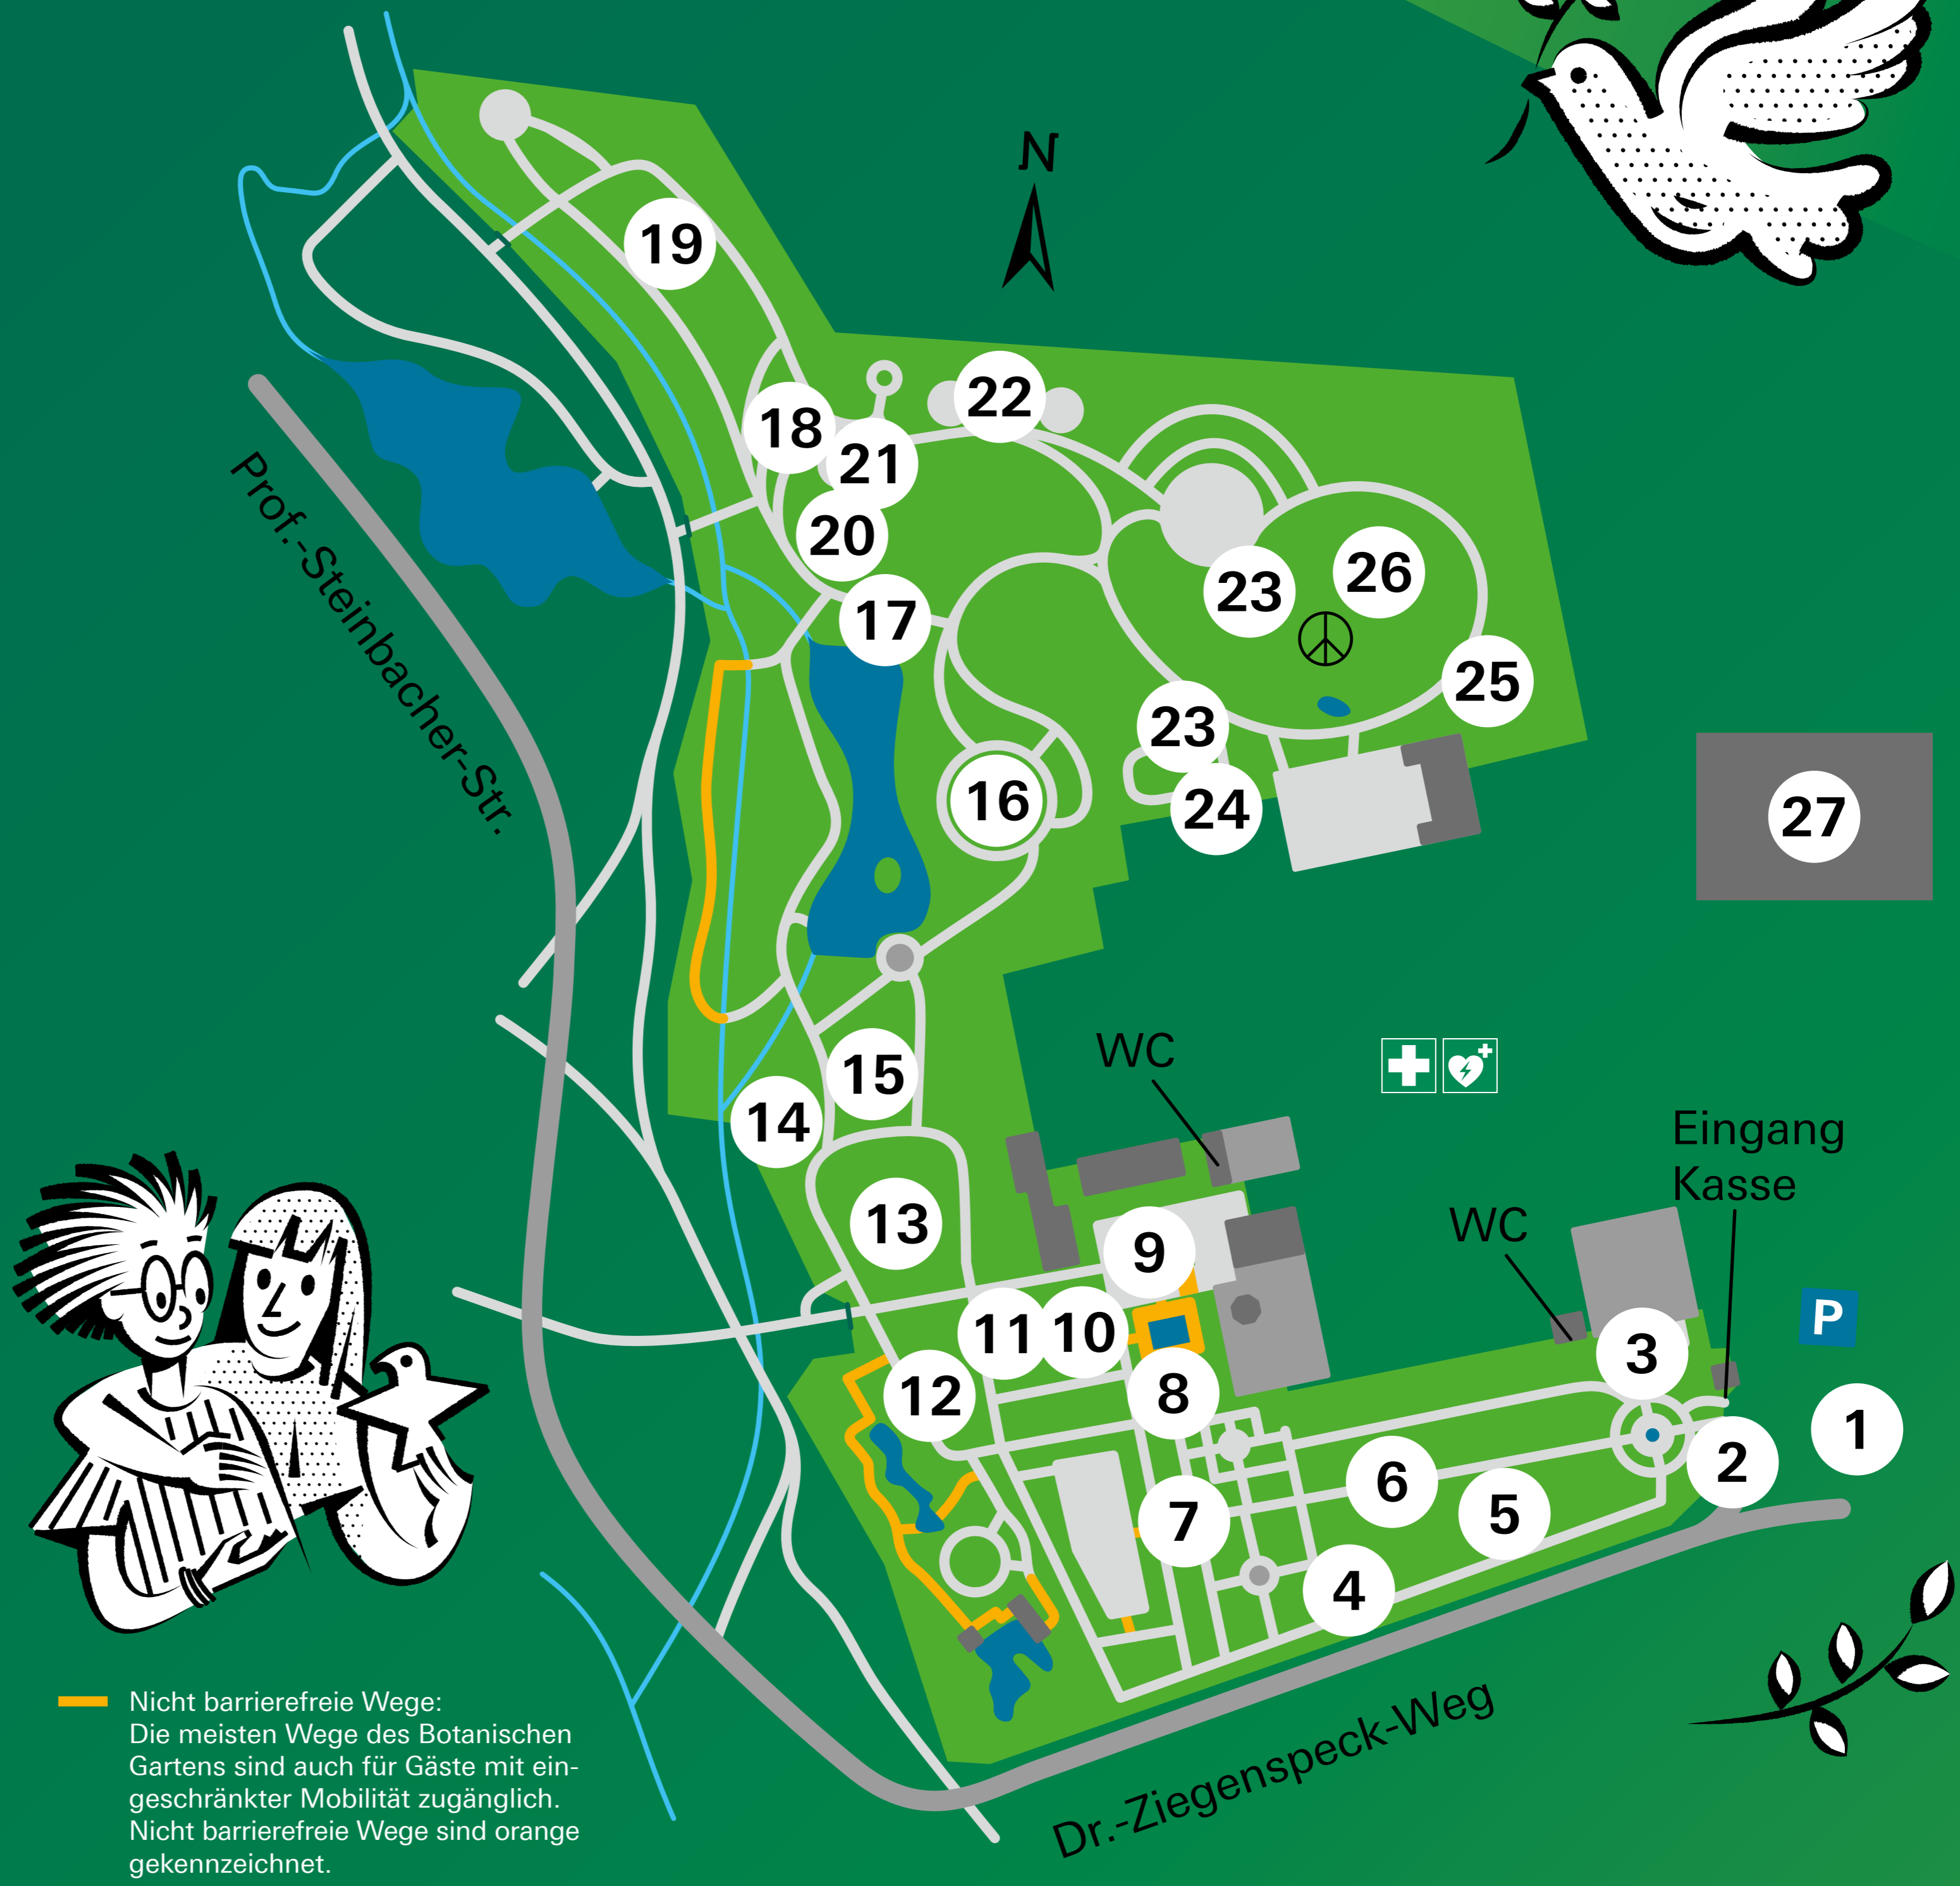 N
19
22
18
21
20
23
26
17
25
23
24
16
27
Prof.-Steinbacher-Str.
WC
15
14
Eingang
Kasse
WC
13
9
P
11
10
3
12
8
1
2
6
7
5
4
Dr.-Ziegenspeck-Weg
Nicht barrierefreie Wege:
Die meisten Wege des Botanischen
Gartens sind auch für Gäste mit ein-
geschränkter Mobilität zugänglich.
Nicht barrierefreie Wege sind orange
gekennzeichnet.